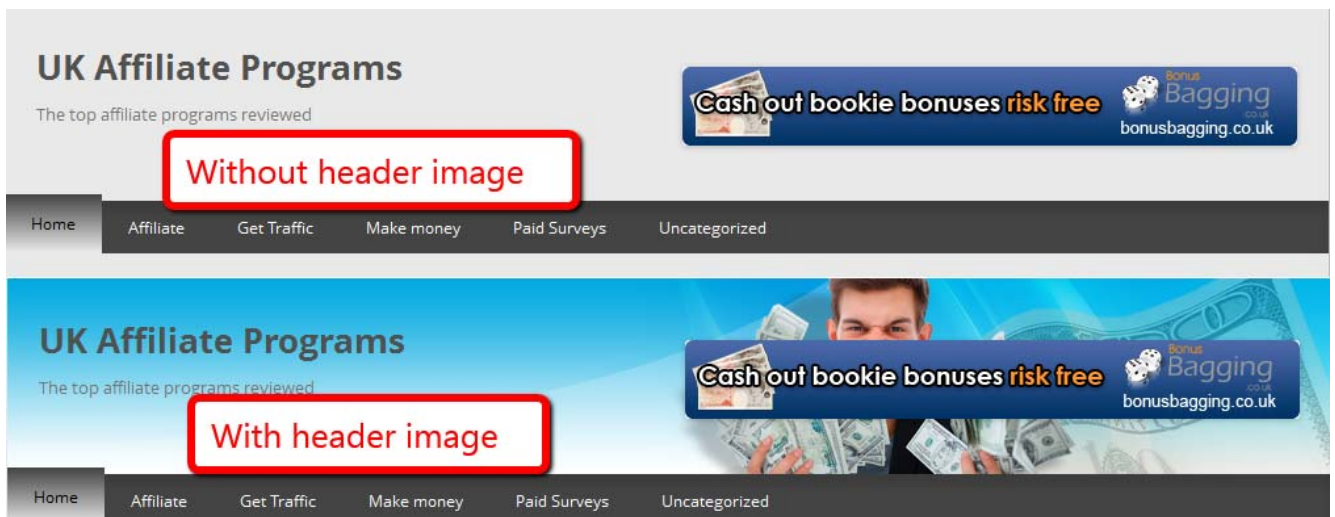 UK Affiliate Programs
The top affiliate programs reviewed
Cash out bookie bonuses risk free
Bonus
Bagging
.co.uk
bonusbagging.co.uk
Without header image
Home Affiliate Get Traffic Make money Paid Surveys Uncategorized
UK Affiliate Programs
The top affiliate programs reviewed
Cash out bookie bonuses risk free
Bonus
Bagging
.co.uk
bonusbagging.co.uk
With header image
Home Affiliate Get Traffic Make money Paid Surveys Uncategorized